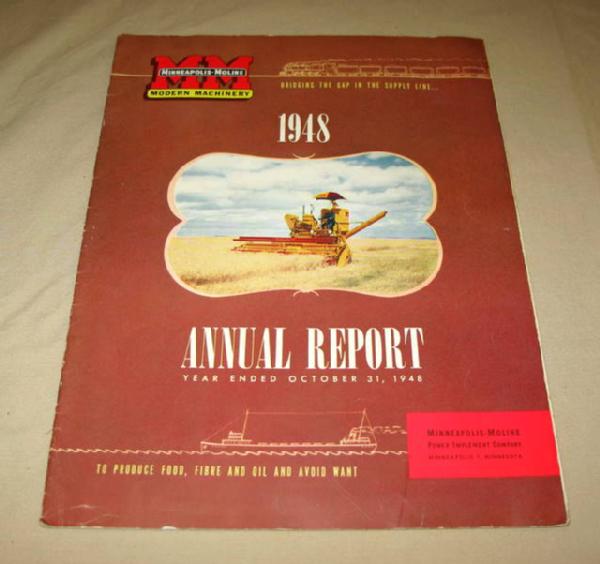 MM
MINNEAPOLIS-MOLINE
MODERN MACHINERY
BRIDGING THE GAP IN THE SUPPLY LINE...
1948
ANNUAL REPORT
YEAR ENDED OCTOBER 31, 1948
TO PRODUCE FOOD, FIBRE AND OIL AND AVOID WANT
MINNEAPOLIS-MOLINE
POWER IMPLEMENT COMPANY
MINNEAPOLIS 1, MINNESOTA